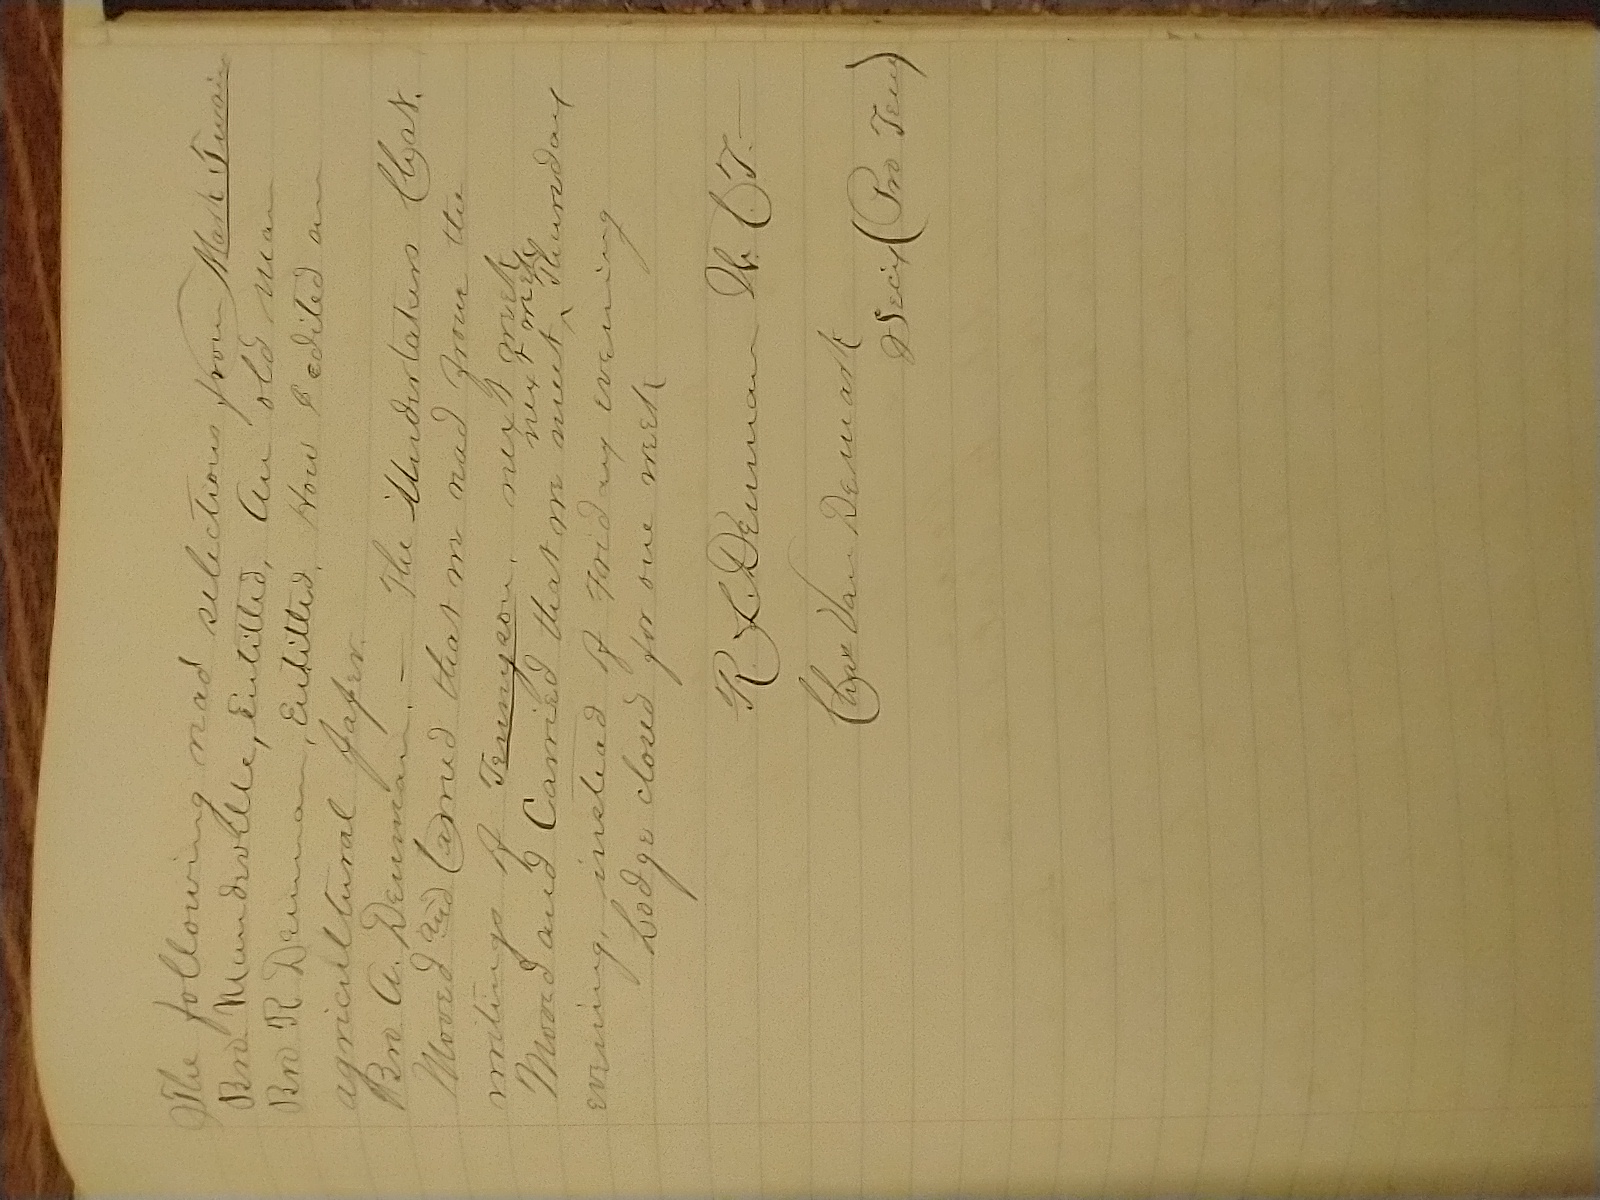 The following read selections from Mark Twain
Bro. Mandeville, Entitled, An old man
Bro R Denman, Entitled, How I edited an
agricultural paper.
Bro. A. Denman. — The Undertakers Chat.
Moved and Carried that we read from the
writings of Tennyson. next week
next week
Moved and Carried that we meet ^ Thursday
evening, instead of Friday evening
Lodge closed for one week
R. L. Denman W. C. T. —
Chas Van Demark
Secy (Pro Tem)